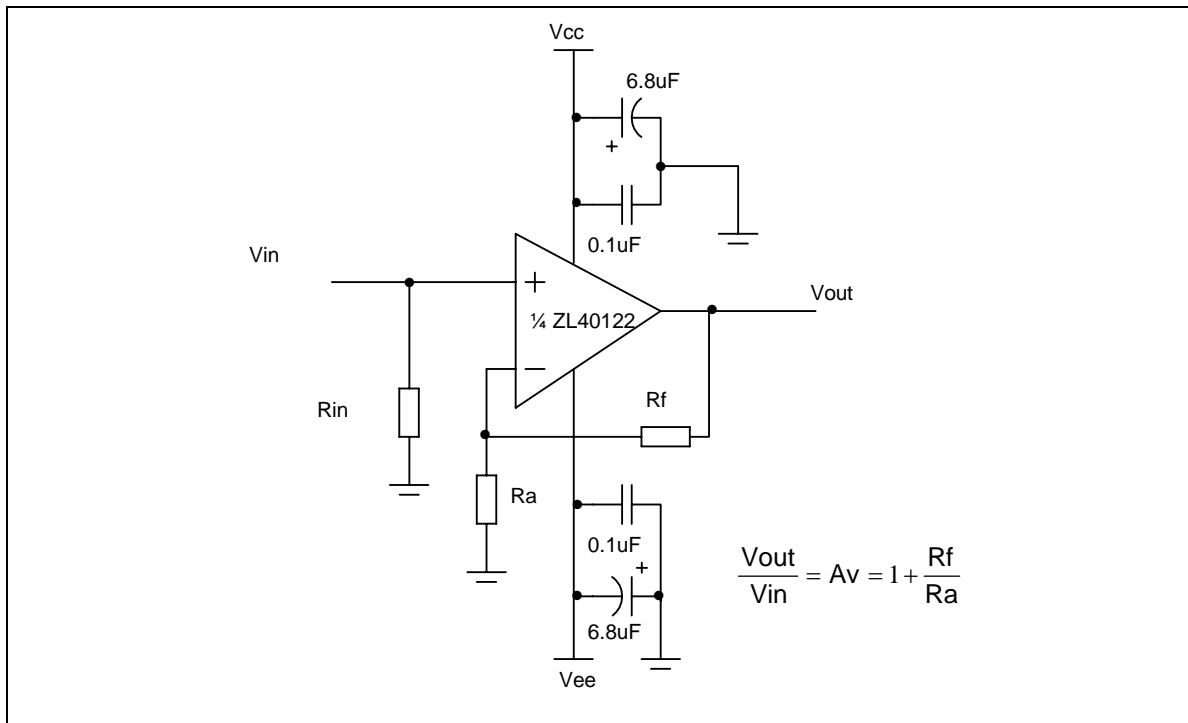 Vcc
6.8uF
+
0.1uF
Vin
+
¼ ZL40122
−
Vout
Rin
Rf
Ra
0.1uF
+
6.8uF
Vee
Vout/Vin = Av = 1 + Rf/Ra